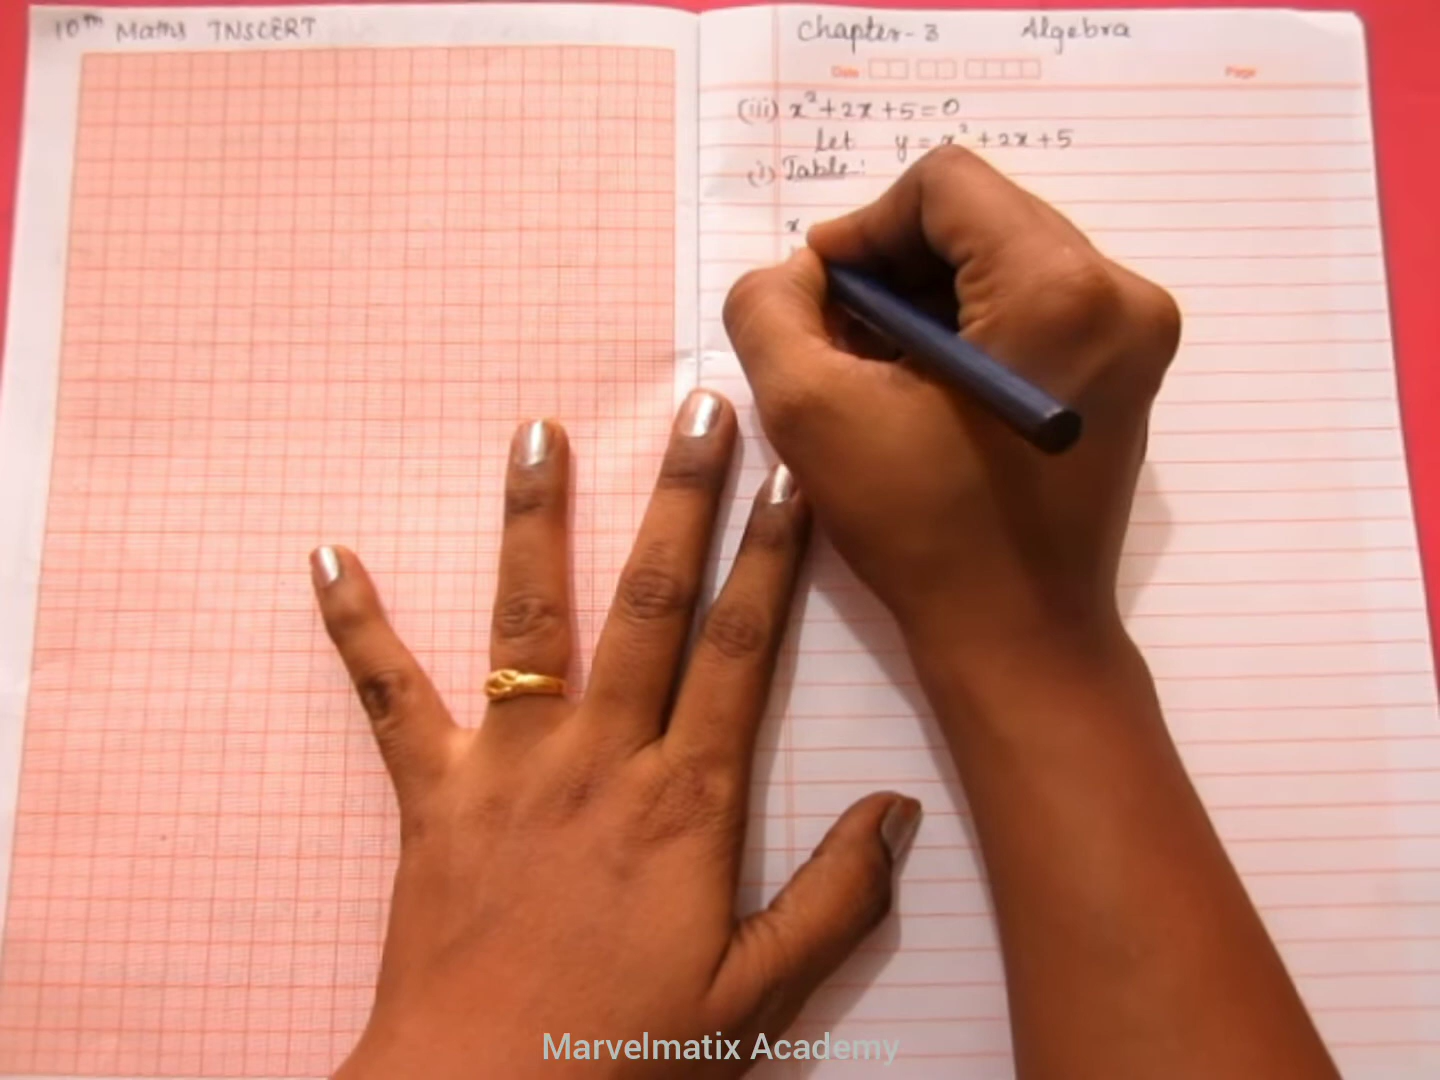 10th Maths TNSCERT
Chapter-3 Algebra
Date Page
(iii) x²+2x+5=0
Let y=x²+2x+5
(i) Table:
x
Marvelmatix Academy